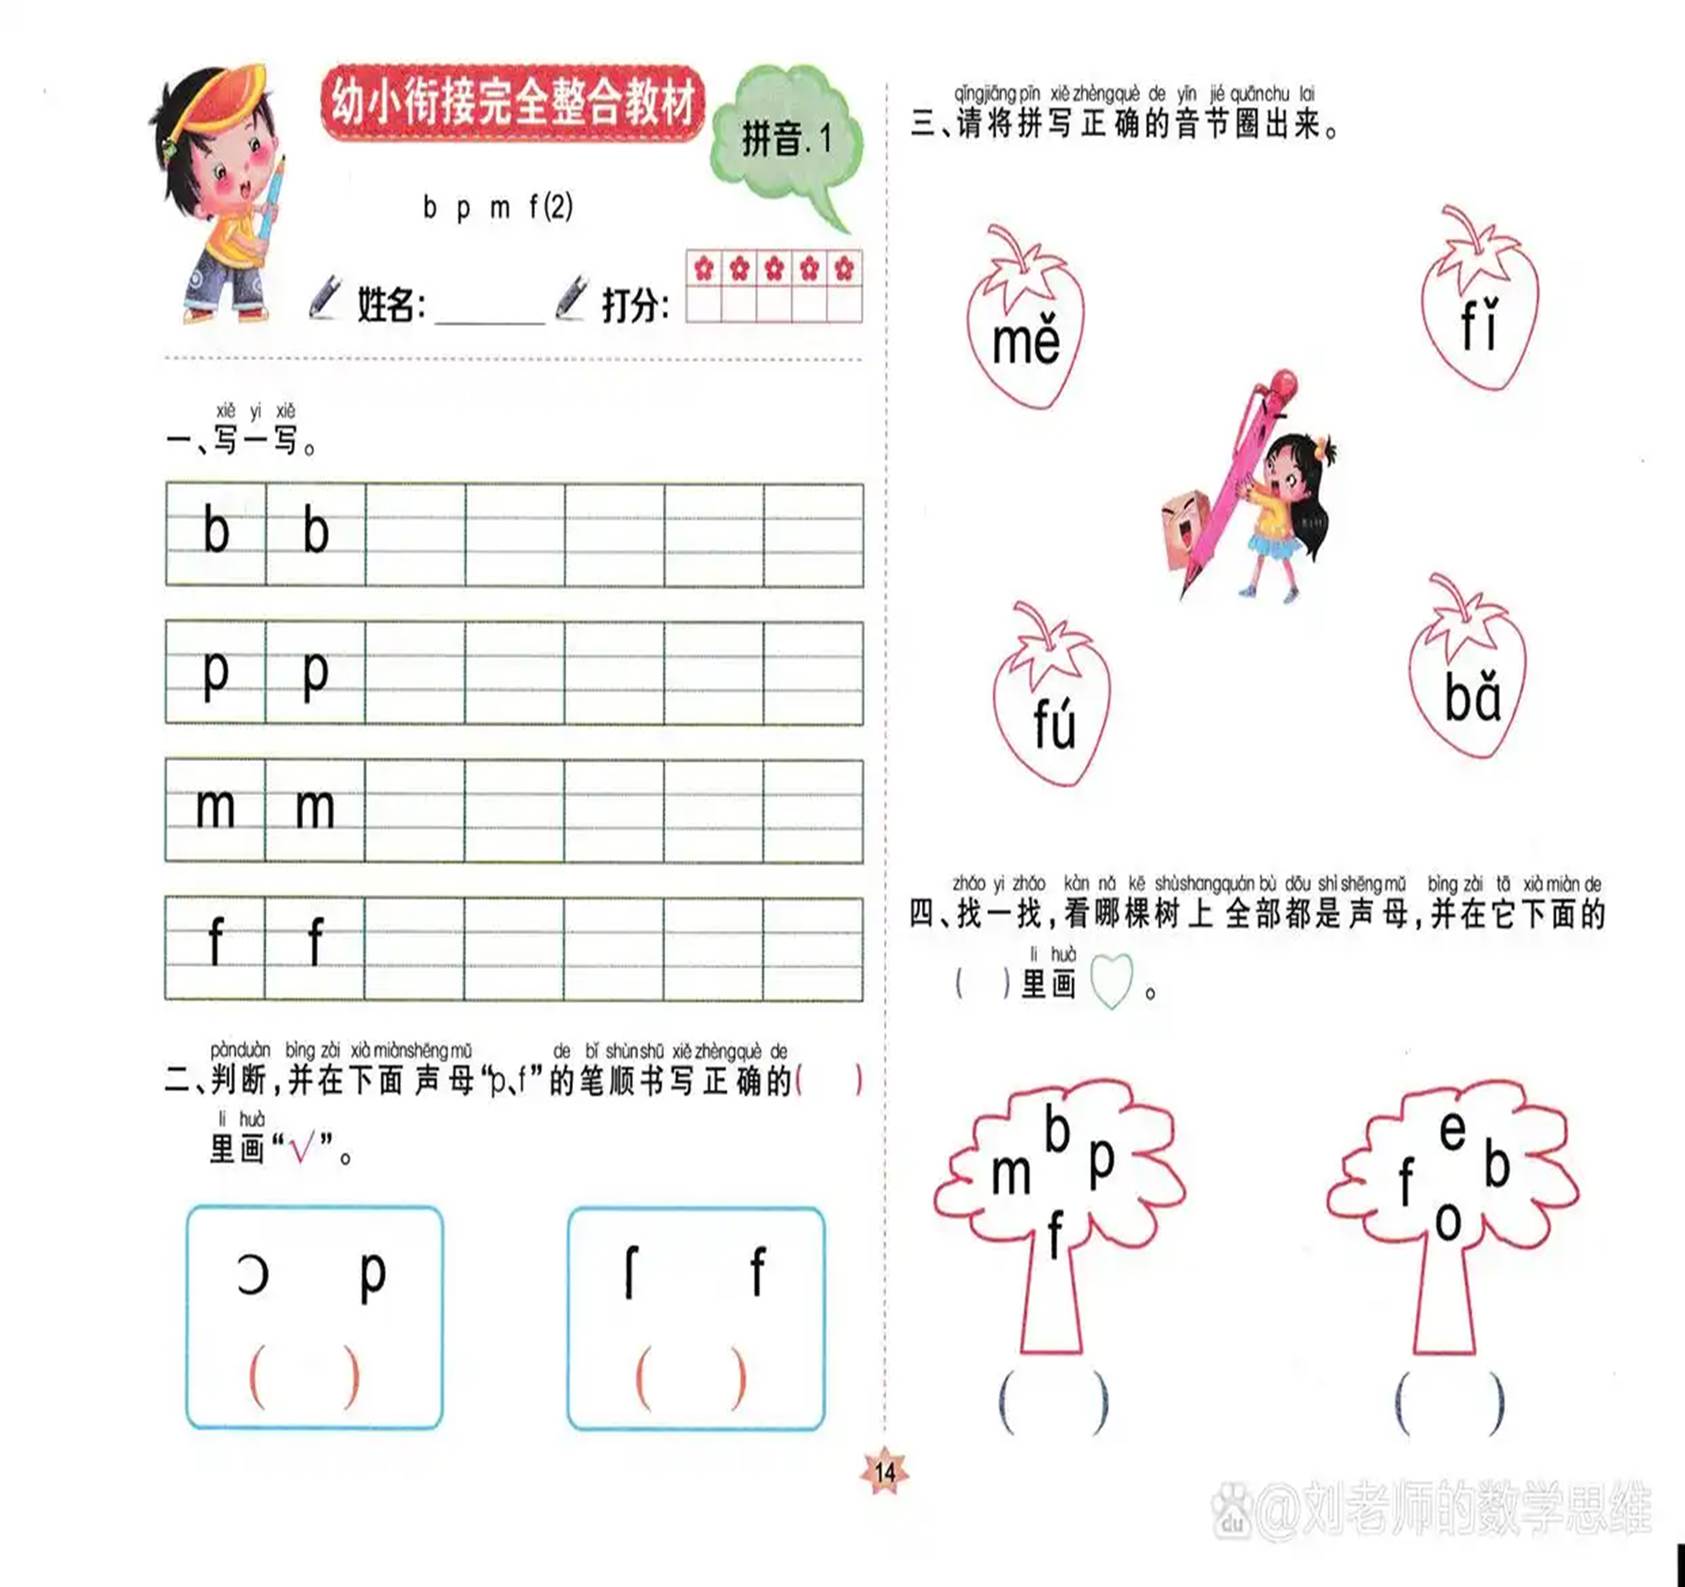 幼小衔接完全整合教材
拼音.1
b p m f(2)
姓名：
打分：
xiě yi xiě
一、写一写。
b b
p p
m m
f f
pànduàn bìng zài xià miàn shēng mǔ de bǐ shùn shū xiě zhèng què de
二、判断，并在下面声母“p、f”的笔顺书写正确的( )
li huà
里画“√”。
ɔ p
ſ f
( ) ( )
qǐng jiāng pīn xiě zhèng què de yīn jié quān chu lai
三、请将拼写正确的音节圈出来。
mě fǐ
fú bǎ
zhǎo yi zhǎo kàn nǎ kē shù shang quán bù dōu shì shēng mǔ bìng zài tā xià miàn de
四、找一找，看哪棵树上全部都是声母，并在它下面的
li huà
( )里画♡。
b
m p
f
e
f b
o
( ) ( )
14
du @刘老师的数学思维